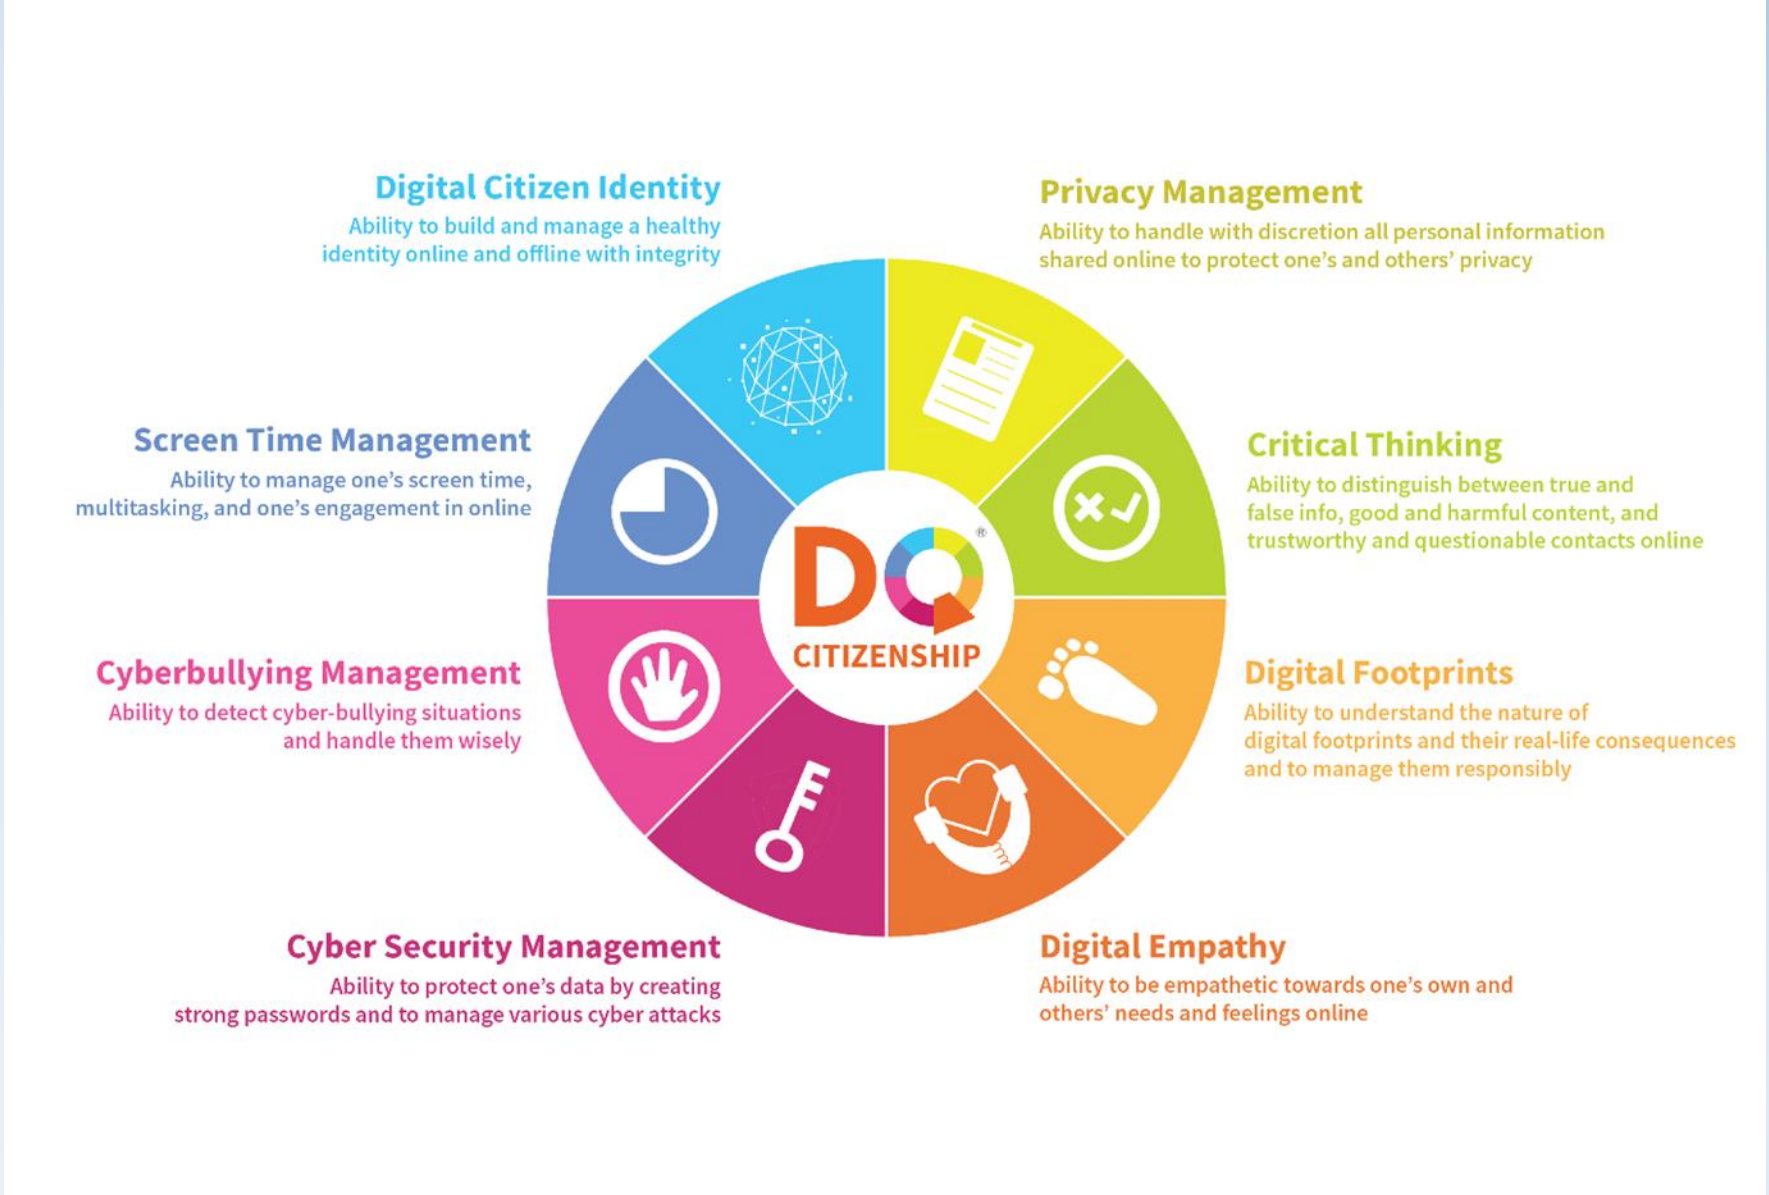 Digital Citizen Identity
Ability to build and manage a healthy
identity online and offline with integrity
Privacy Management
Ability to handle with discretion all personal information
shared online to protect one's and others' privacy
Screen Time Management
Ability to manage one's screen time,
multitasking, and one's engagement in online
Critical Thinking
Ability to distinguish between true and
false info, good and harmful content, and
trustworthy and questionable contacts online
DQ ®
CITIZENSHIP
Cyberbullying Management
Ability to detect cyber-bullying situations
and handle them wisely
Digital Footprints
Ability to understand the nature of
digital footprints and their real-life consequences
and to manage them responsibly
Cyber Security Management
Ability to protect one's data by creating
strong passwords and to manage various cyber attacks
Digital Empathy
Ability to be empathetic towards one's own and
others' needs and feelings online